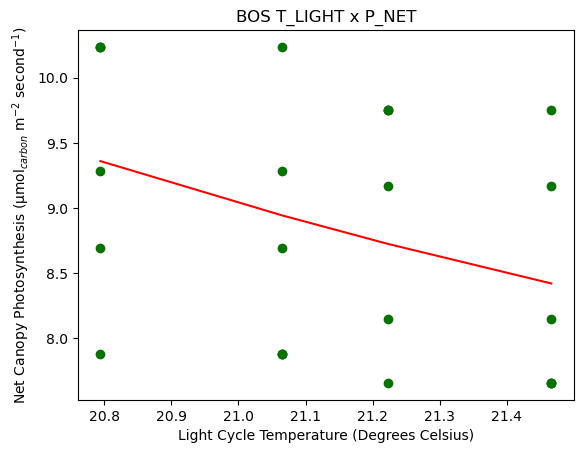 BOS T_LIGHT x P_NET
Net Canopy Photosynthesis (μmol$_{carbon}$ m$^{-2}$ second$^{-1}$)
10.0
9.5
9.0
8.5
8.0
20.8 20.9 21.0 21.1 21.2 21.3 21.4
Light Cycle Temperature (Degrees Celsius)